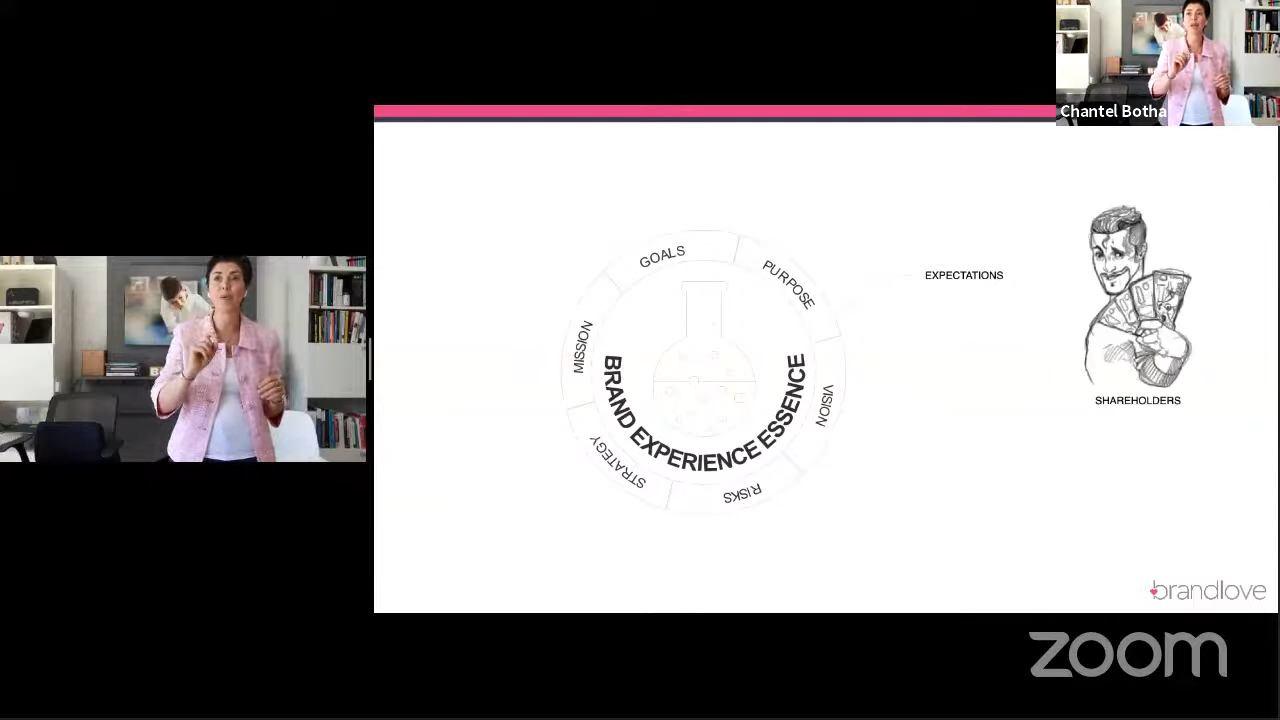 Chantel Botha
GOALS
PURPOSE
EXPECTATIONS
MISSION
BRAND EXPERIENCE ESSENCE
VISION
SHAREHOLDERS
STRATEGY
RISKS
brandlove
zoom